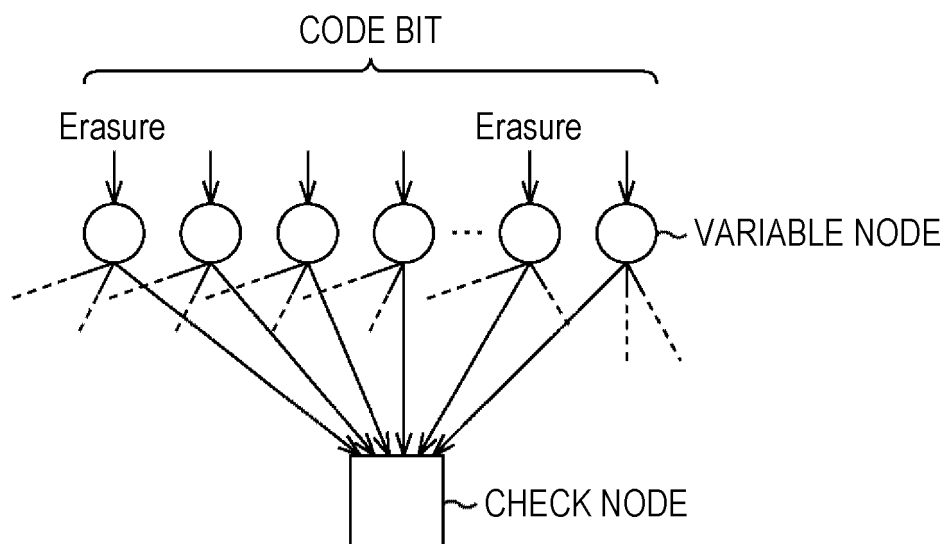 CODE BIT
Erasure Erasure
... VARIABLE NODE
CHECK NODE